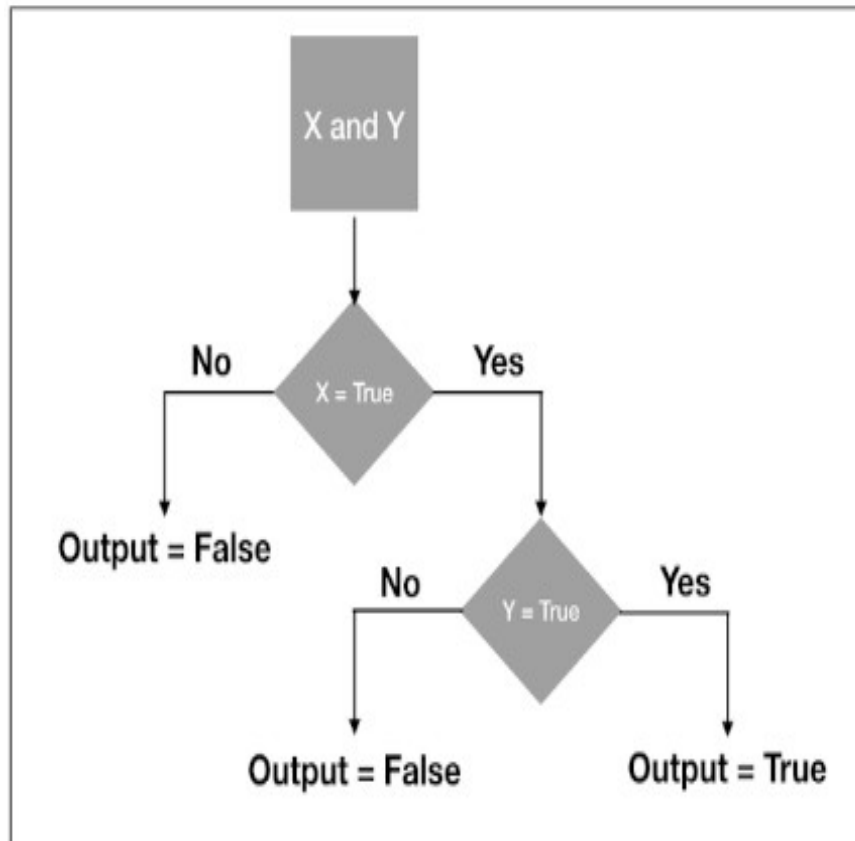 X and Y
No
Yes
X = True
Output = False
No
Yes
Y = True
Output = False
Output = True